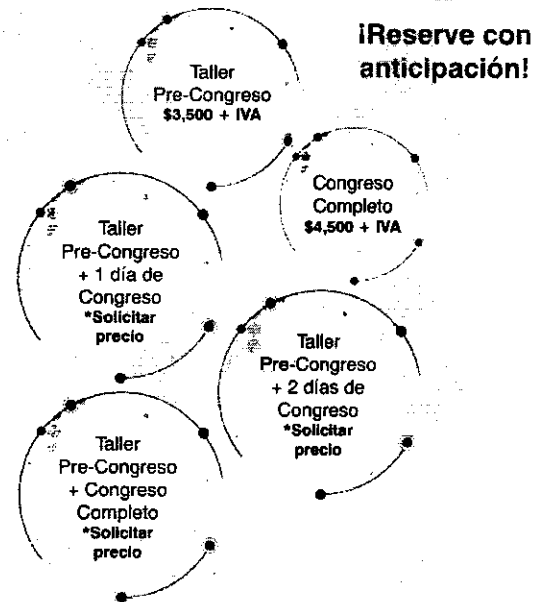 ¡Reserve con
anticipación!
Taller
Pre-Congreso
$3,500 + IVA
Congreso
Completo
$4,500 + IVA
Taller
Pre-Congreso
+ 1 día de
Congreso
*Solicitar
precio
Taller
Pre-Congreso
+ 2 días de
Congreso
*Solicitar
precio
Taller
Pre-Congreso
+ Congreso
Completo
*Solicitar
precio